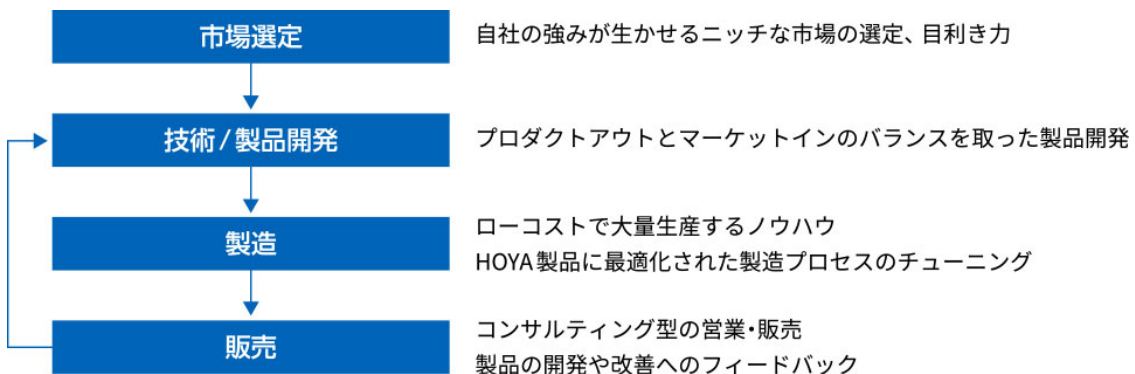 市場選定
自社の強みが生かせるニッチな市場の選定、目利き力
技術/製品開発
プロダクトアウトとマーケットインのバランスを取った製品開発
製造
ローコストで大量生産するノウハウ
HOYA製品に最適化された製造プロセスのチューニング
販売
コンサルティング型の営業・販売
製品の開発や改善へのフィードバック